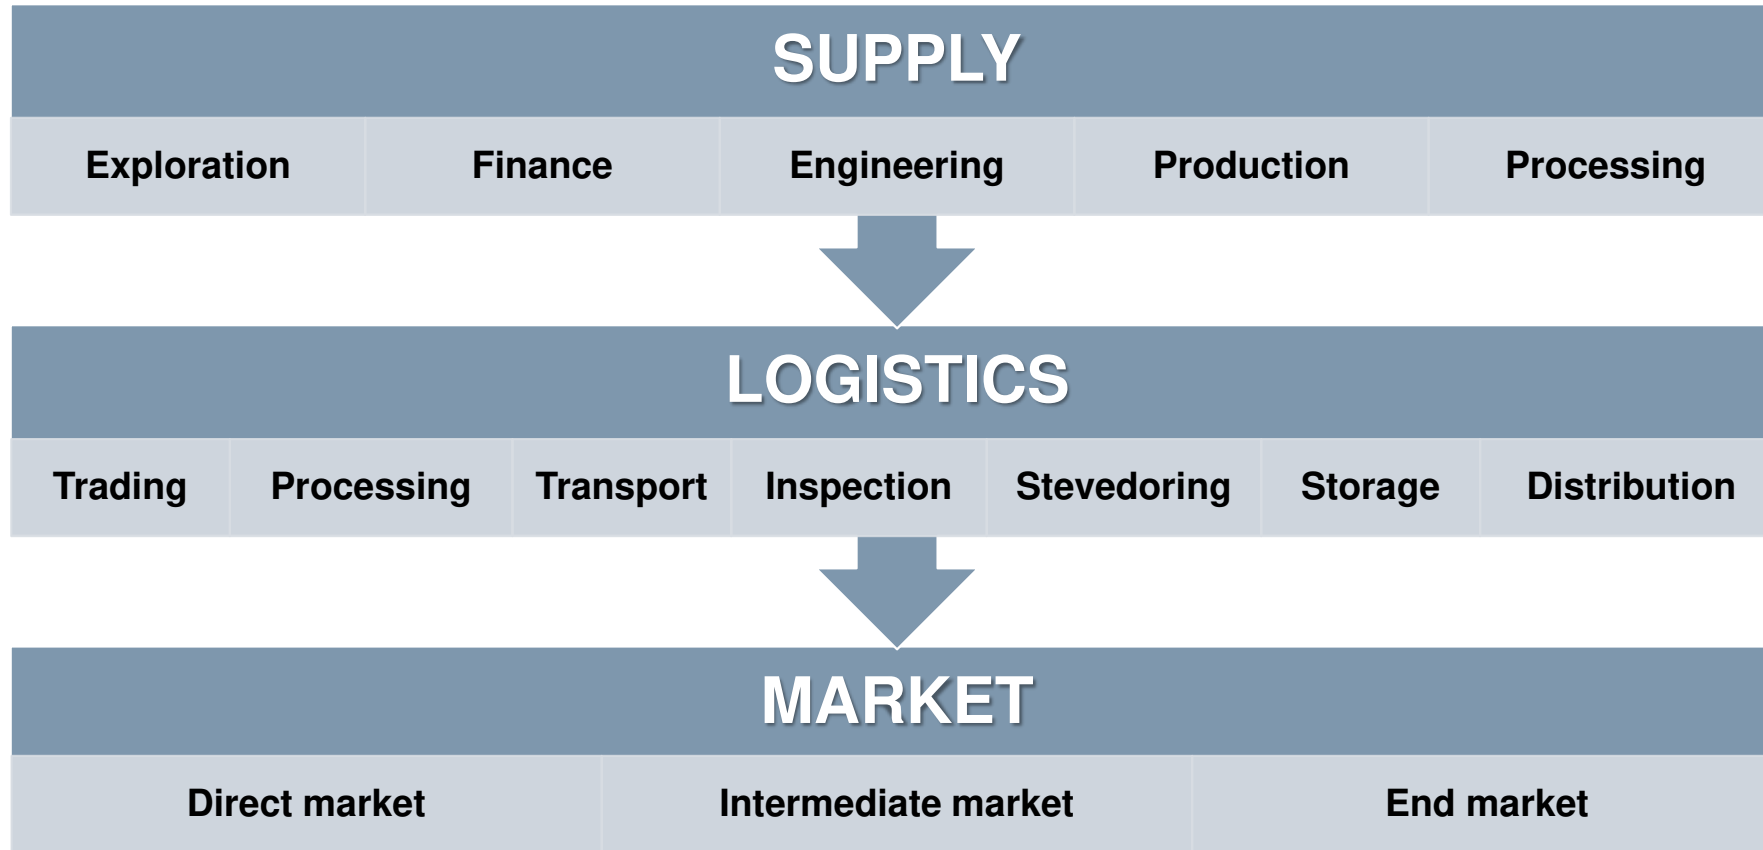 SUPPLY
Exploration Finance Engineering Production Processing
LOGISTICS
Trading Processing Transport Inspection Stevedoring Storage Distribution
MARKET
Direct market Intermediate market End market